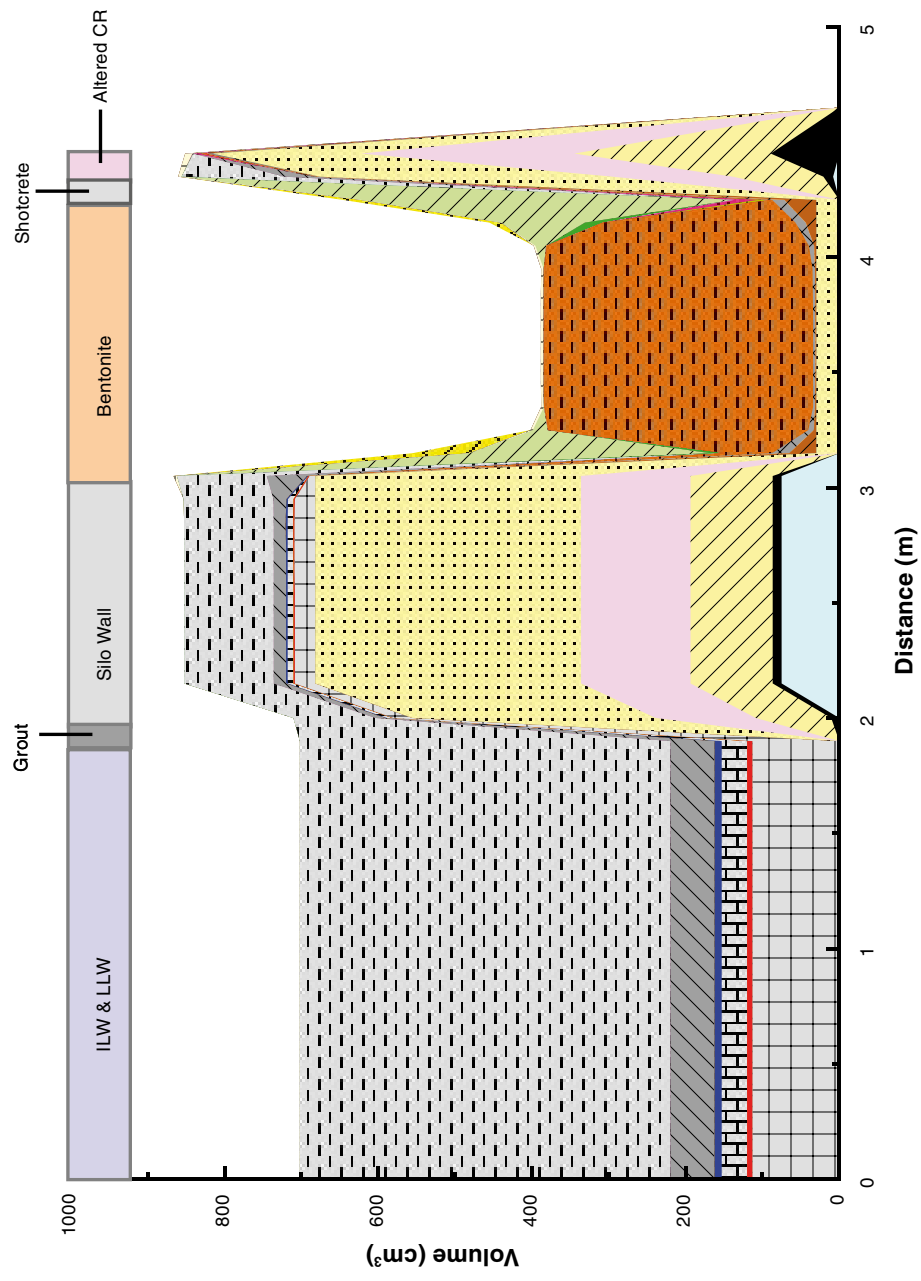 Shotcrete
Altered CR
Grout
ILW & LLW
Silo Wall
Bentonite
1000
800
600
400
200
0
Volume (cm³)
0
1
2
3
4
5
Distance (m)